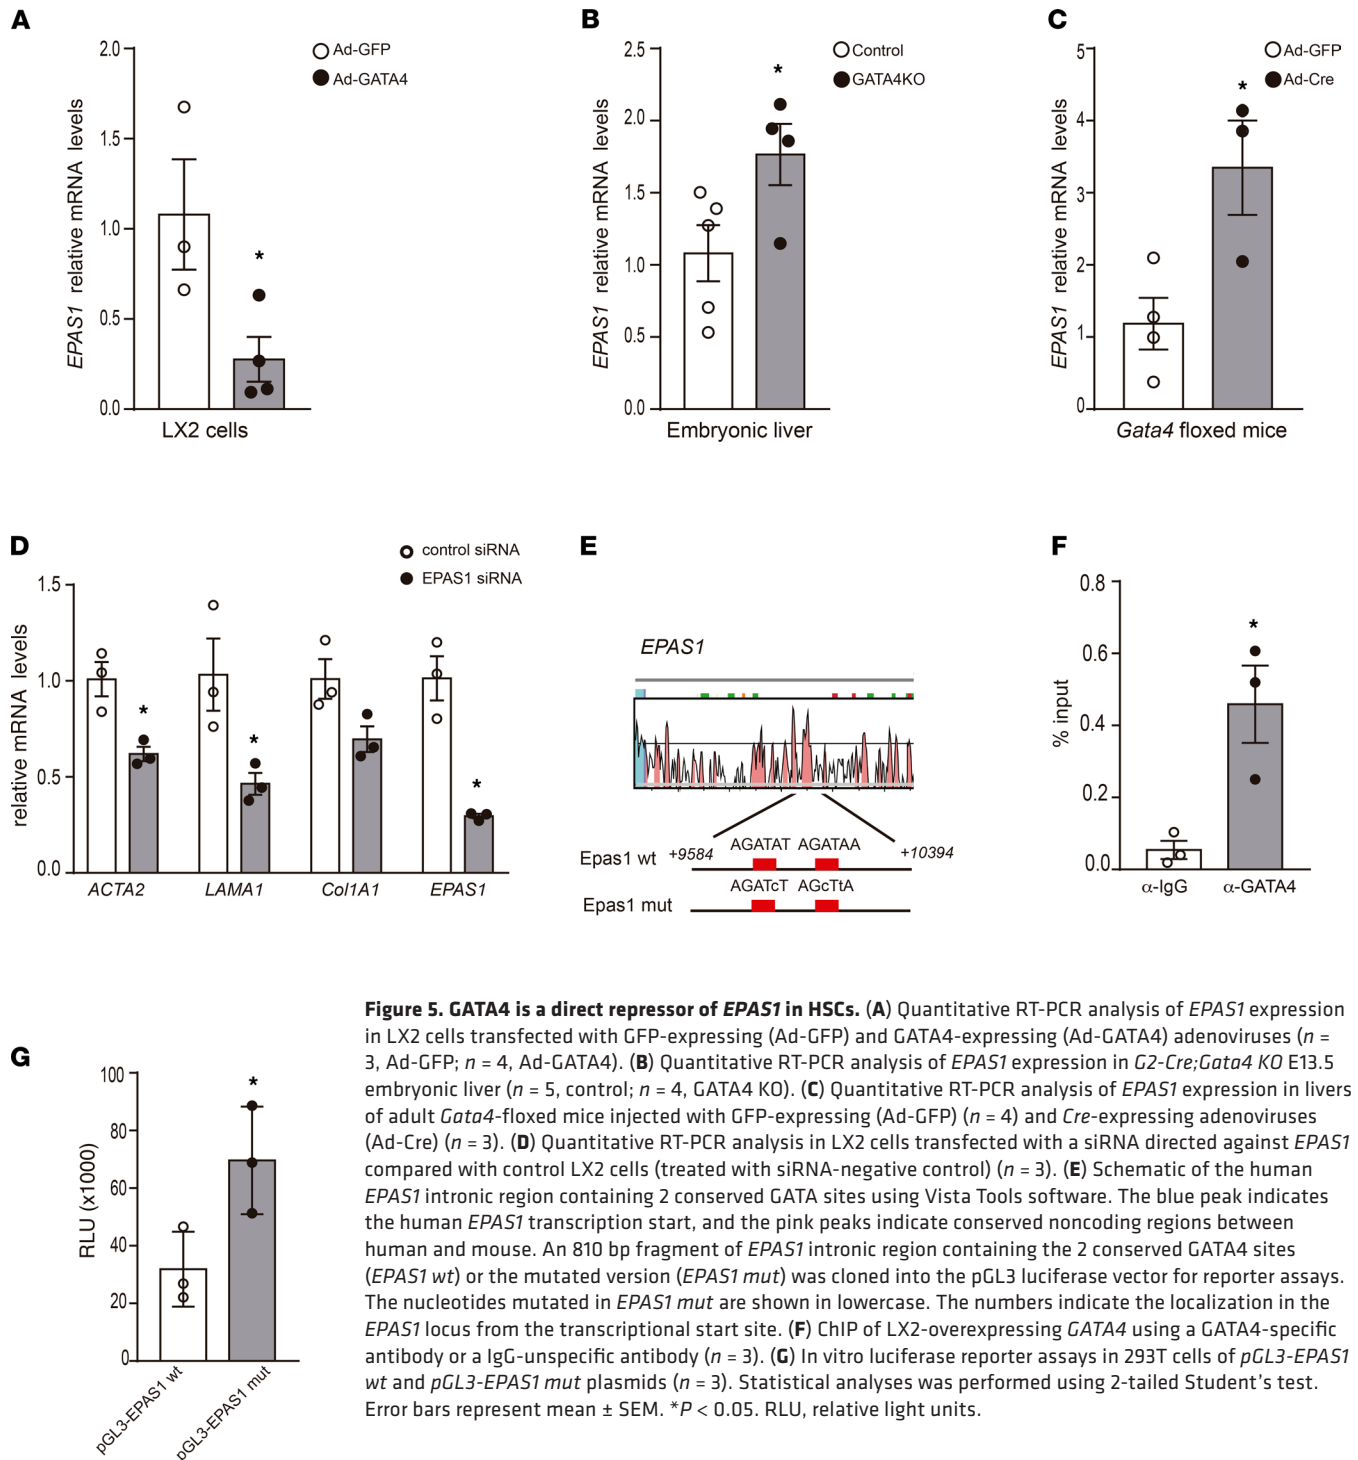 A
2.0
1.5
1.0
0.5
0.0
EPAS1 relative mRNA levels
Ad-GFP
Ad-GATA4
*
LX2 cells
B
2.5
2.0
1.5
1.0
0.5
0.0
EPAS1 relative mRNA levels
Control
GATA4KO
*
Embryonic liver
C
5
4
3
2
1
0
EPAS1 relative mRNA levels
Ad-GFP
Ad-Cre
*
Gata4 floxed mice
D
1.5
1.0
0.5
0.0
relative mRNA levels
control siRNA
EPAS1 siRNA
*
*
*
ACTA2 LAMA1 Col1A1 EPAS1
E
EPAS1
+9584 AGATAT AGATAA +10394
Epas1 wt
AGATcT AGcTtA
Epas1 mut
F
0.8
0.6
0.4
0.2
0.0
% input
*
α-IgG α-GATA4
G
100
80
60
40
20
0
RLU (x1000)
*
pGL3-EPAS1 wt
pGL3-EPAS1 mut
Figure 5. GATA4 is a direct repressor of EPAS1 in HSCs. (A) Quantitative RT-PCR analysis of EPAS1 expression
in LX2 cells transfected with GFP-expressing (Ad-GFP) and GATA4-expressing (Ad-GATA4) adenoviruses (n =
3, Ad-GFP; n = 4, Ad-GATA4). (B) Quantitative RT-PCR analysis of EPAS1 expression in G2-Cre;Gata4 KO E13.5
embryonic liver (n = 5, control; n = 4, GATA4 KO). (C) Quantitative RT-PCR analysis of EPAS1 expression in livers
of adult Gata4-floxed mice injected with GFP-expressing (Ad-GFP) (n = 4) and Cre-expressing adenoviruses
(Ad-Cre) (n = 3). (D) Quantitative RT-PCR analysis in LX2 cells transfected with a siRNA directed against EPAS1
compared with control LX2 cells (treated with siRNA-negative control) (n = 3). (E) Schematic of the human
EPAS1 intronic region containing 2 conserved GATA sites using Vista Tools software. The blue peak indicates
the human EPAS1 transcription start, and the pink peaks indicate conserved noncoding regions between
human and mouse. An 810 bp fragment of EPAS1 intronic region containing the 2 conserved GATA4 sites
(EPAS1 wt) or the mutated version (EPAS1 mut) was cloned into the pGL3 luciferase vector for reporter assays.
The nucleotides mutated in EPAS1 mut are shown in lowercase. The numbers indicate the localization in the
EPAS1 locus from the transcriptional start site. (F) ChIP of LX2-overexpressing GATA4 using a GATA4-specific
antibody or a IgG-unspecific antibody (n = 3). (G) In vitro luciferase reporter assays in 293T cells of pGL3-EPAS1
wt and pGL3-EPAS1 mut plasmids (n = 3). Statistical analyses was performed using 2-tailed Student's test.
Error bars represent mean ± SEM. *P < 0.05. RLU, relative light units.